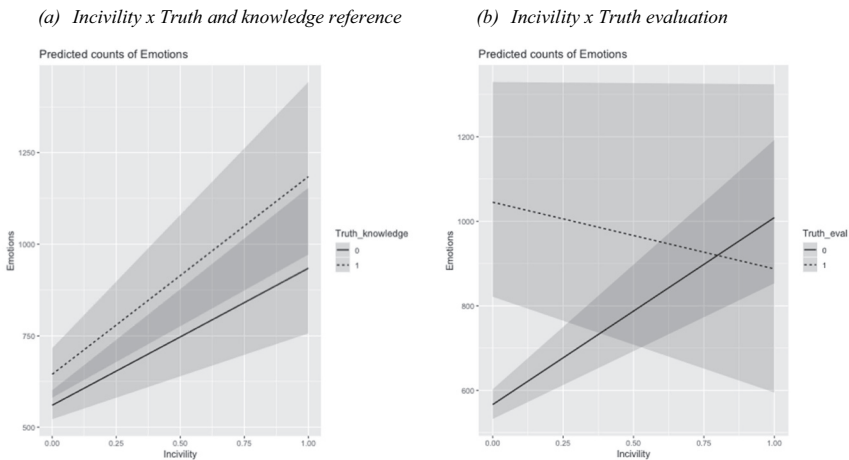 (a) Incivility x Truth and knowledge reference
Predicted counts of Emotions
1250
1000
750
500
Emotions
0.00 0.25 0.50 0.75 1.00
Incivility
Truth_knowledge
0
1
(b) Incivility x Truth evaluation
Predicted counts of Emotions
1200
1000
800
600
Emotions
0.00 0.25 0.50 0.75 1.00
Incivility
Truth_eval
0
1